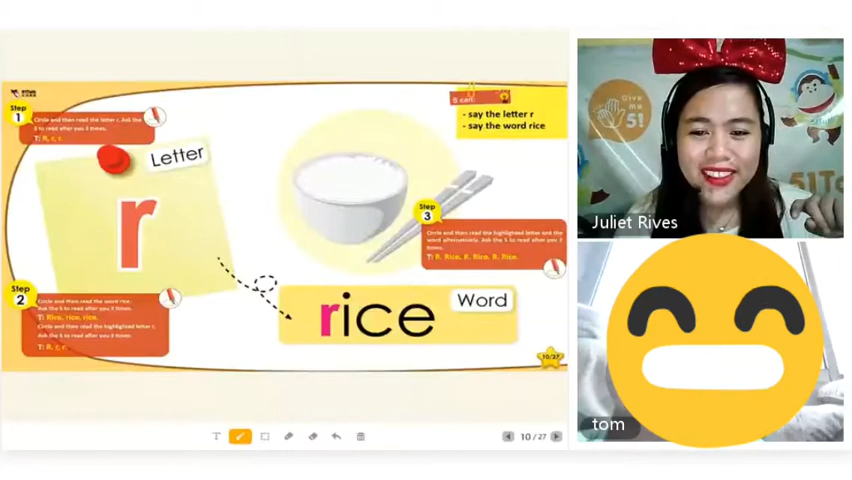 Step
1
Circle and then read the letter r. Ask the
S to read after you 3 times.
T: R, r, r.
Letter
r
Step
2
Circle and then read the word rice.
Ask the S to read after you 3 times.
T: Rice, rice, rice.
Circle and then read the highlighted letter r.
Ask the S to read after you 3 times.
T: R, r, r.
S can:
- say the letter r
- say the word rice
Step
3
Circle and then read the highlighted letter and the
word alternatively. Ask the S to read after you 3
times.
T: R. Rice. R. Rice. R. Rice.
rice
Word
10/27
T
10 / 27
Give
me
5!
51Ta
Juliet Rives
tom